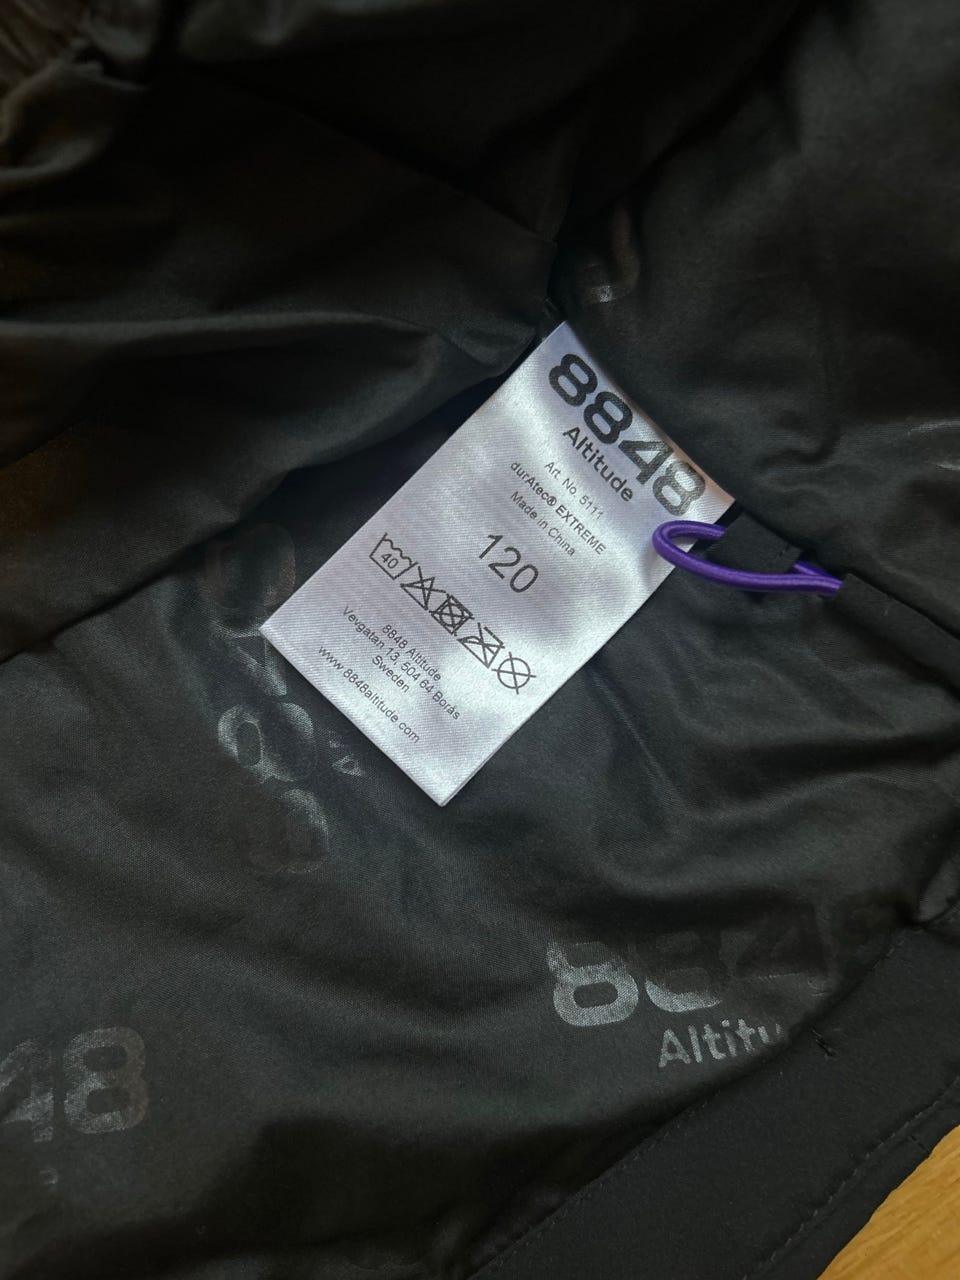 8848
Altitude
Art. No. 5111
durAtec® EXTREME
Made in China
120
40
8848 Altitude
Vevgatan 13, 504 64 Borås
Sweden
www.8848altitude.com
8848
Altitu
48